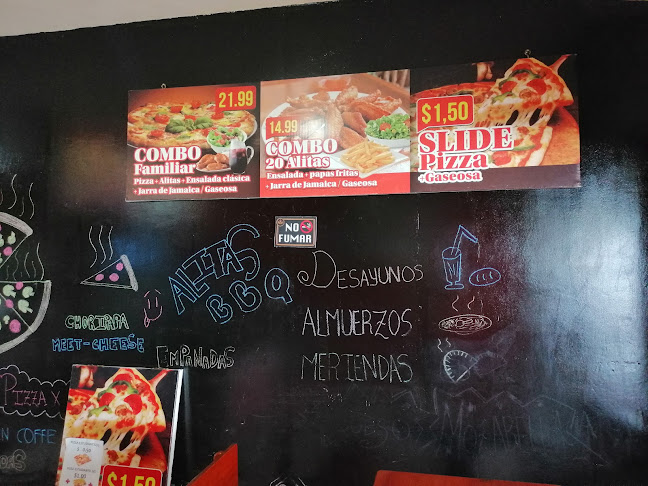 21.99
COMBO
Familiar
Pizza + Alitas + Ensalada clásica
+ Jarra de Jamaica / Gaseosa
14.99
COMBO
20 Alitas
Ensalada + papas fritas
+ Jarra de Jamaica / Gaseosa
$1,50
SLIDE
Pizza
+Gaseosa
NO
FUMAR
ALITAS
BBQ
DESAYUNOS
ALMUERZOS
MERIENDAS
CHORIPAPA
MEET-CHEESE
EMPANADAS
PIZZA X
N COFFE
$1.50